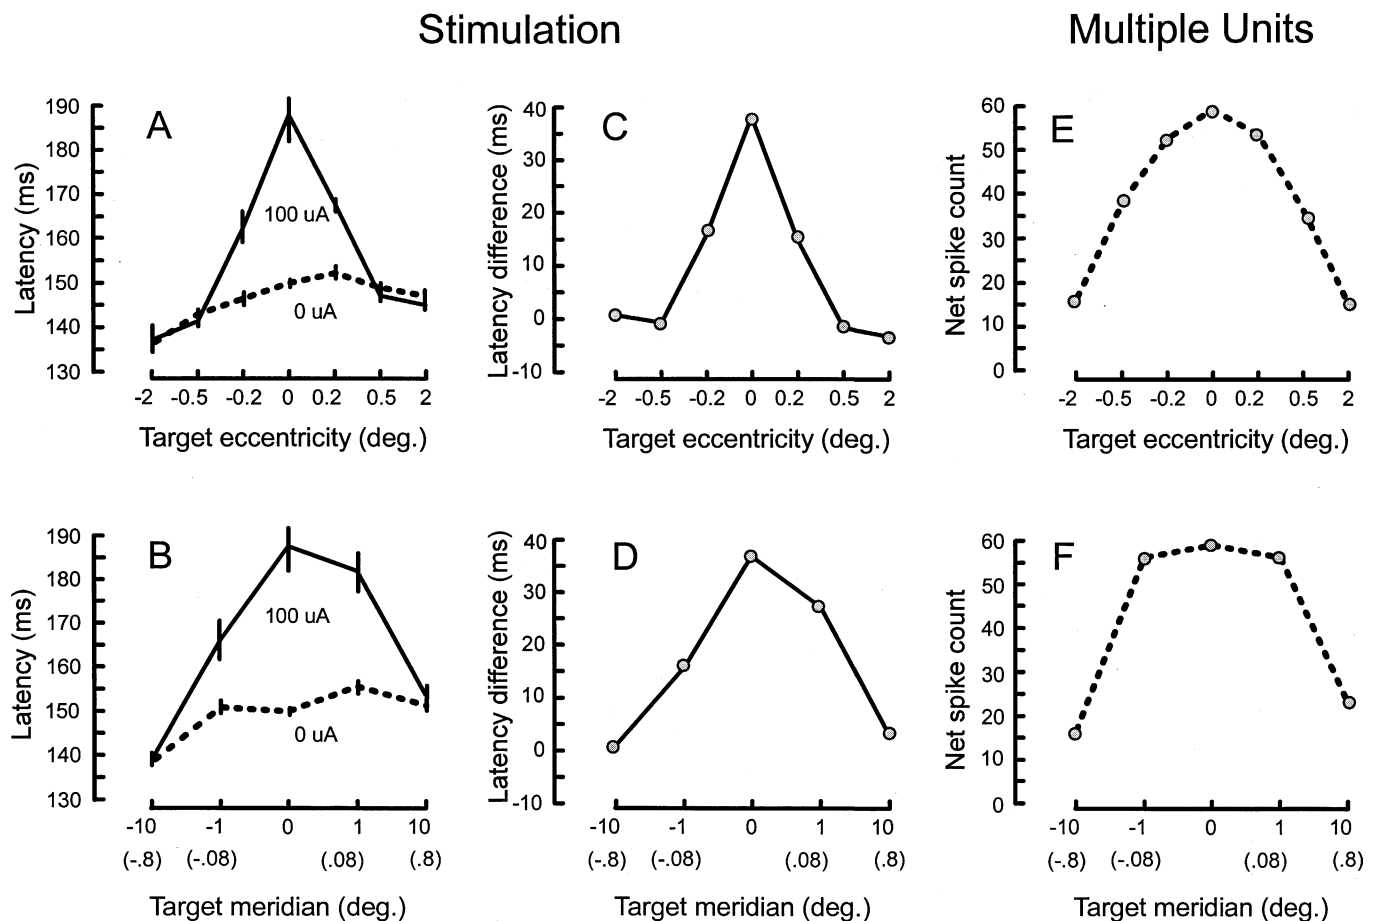 Stimulation
Multiple Units
A
Latency (ms)
190
180
170
160
150
140
130
100 uA
0 uA
-2 -0.5 -0.2 0 0.2 0.5 2
Target eccentricity (deg.)
C
Latency difference (ms)
40
30
20
10
0
-10
-2 -0.5 -0.2 0 0.2 0.5 2
Target eccentricity (deg.)
E
Net spike count
60
50
40
30
20
10
0
-2 -0.5 -0.2 0 0.2 0.5 2
Target eccentricity (deg.)
B
Latency (ms)
190
180
170
160
150
140
130
100 uA
0 uA
-10 -1 0 1 10
(-.8) (-.08) (.08) (.8)
Target meridian (deg.)
D
Latency difference (ms)
40
30
20
10
0
-10
-10 -1 0 1 10
(-.8) (-.08) (.08) (.8)
Target meridian (deg.)
F
Net spike count
60
50
40
30
20
10
0
-10 -1 0 1 10
(-.8) (-.08) (.08) (.8)
Target meridian (deg.)